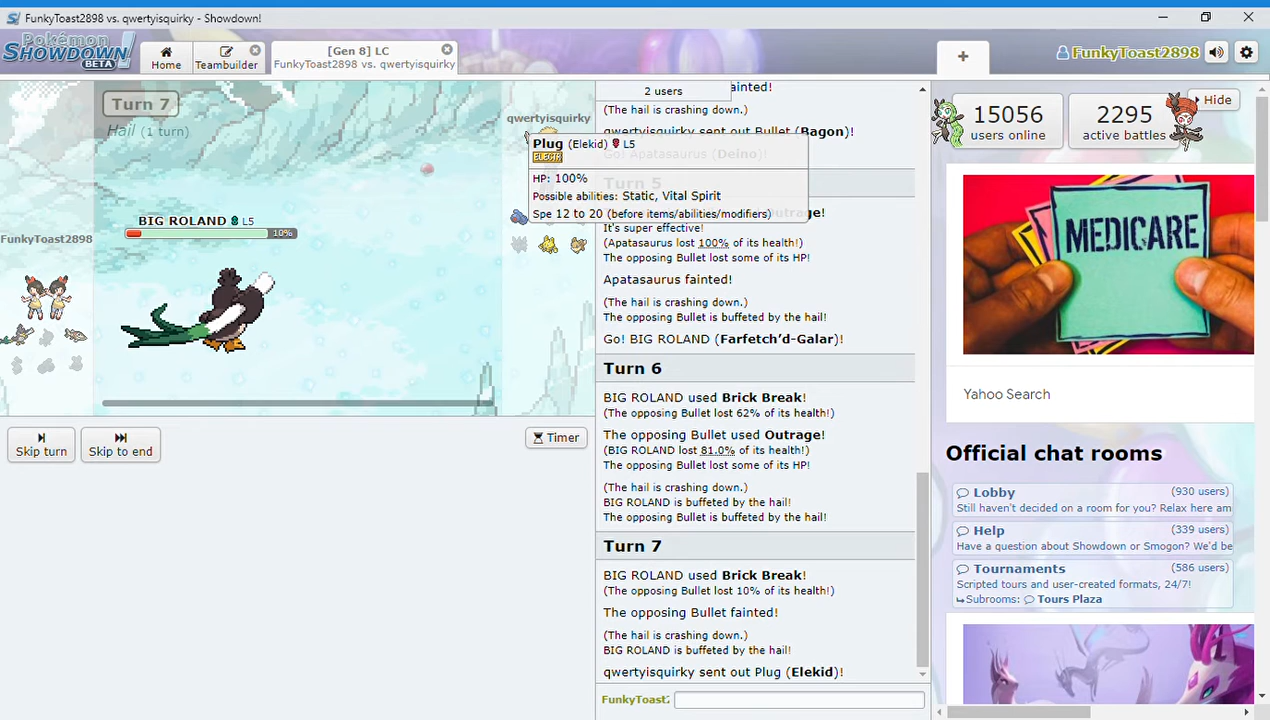 FunkyToast2898 vs. qwertyisquirky - Showdown!
Pokémon
SHOWDOWN
BETA
Home
Teambuilder
[Gen 8] LC
FunkyToast2898 vs. qwertyisquirky
+
FunkyToast2898
Turn 7
Hail (1 turn)
BIG ROLAND L5
10%
FunkyToast2898
qwertyisquirky
Plug (Elekid) L5
ELECTR
HP: 100%
Possible abilities: Static, Vital Spirit
Spe 12 to 20 (before items/abilities/modifiers)
Skip turn
Skip to end
Timer
2 users
ainted!
(The hail is crashing down.)
qwertyisquirky sent out Bullet (Bagon)!
Go! Apatasaurus (Deino)!
Turn 5
utrage!
It's super effective!
(Apatasaurus lost 100% of its health!)
The opposing Bullet lost some of its HP!
Apatasaurus fainted!
(The hail is crashing down.)
The opposing Bullet is buffeted by the hail!
Go! BIG ROLAND (Farfetch'd-Galar)!
Turn 6
BIG ROLAND used Brick Break!
(The opposing Bullet lost 62% of its health!)
The opposing Bullet used Outrage!
(BIG ROLAND lost 81.0% of its health!)
The opposing Bullet lost some of its HP!
(The hail is crashing down.)
BIG ROLAND is buffeted by the hail!
The opposing Bullet is buffeted by the hail!
Turn 7
BIG ROLAND used Brick Break!
(The opposing Bullet lost 10% of its health!)
The opposing Bullet fainted!
(The hail is crashing down.)
BIG ROLAND is buffeted by the hail!
qwertyisquirky sent out Plug (Elekid)!
FunkyToast2
15056
users online
2295
active battles
Hide
MEDICARE
Yahoo Search
Official chat rooms
Lobby (930 users)
Still haven't decided on a room for you? Relax here am
Help (339 users)
Have a question about Showdown or Smogon? We'd be
Tournaments (586 users)
Scripted tours and user-created formats, 24/7!
Subrooms: Tours Plaza